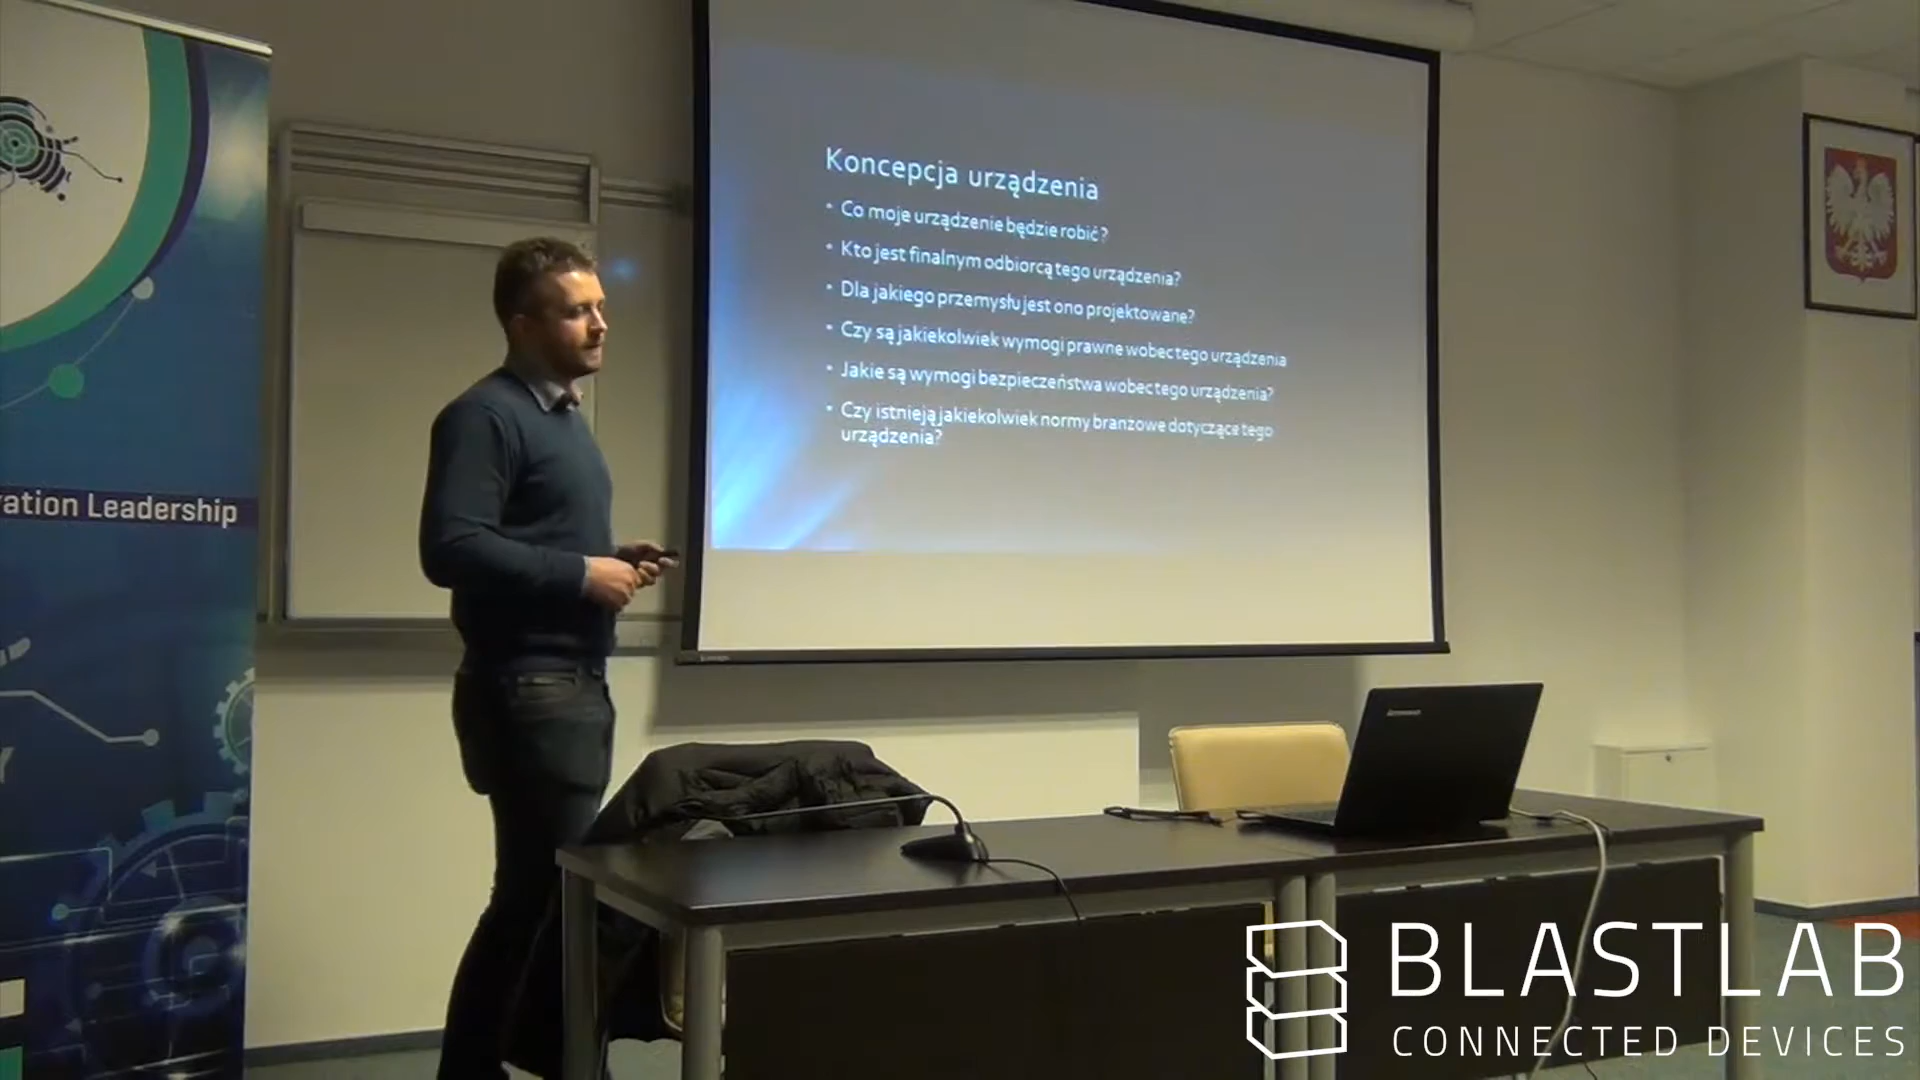 Koncepcja urządzenia
• Co moje urządzenie będzie robić?
• Kto jest finalnym odbiorcą tego urządzenia?
• Dla jakiego przemysłu jest ono projektowane?
• Czy są jakiekolwiek wymogi prawne wobec tego urządzenia
• Jakie są wymogi bezpieczeństwa wobec tego urządzenia?
• Czy istnieją jakiekolwiek normy branżowe dotyczące tego
urządzenia?
vation Leadership
Y
lenovo
BLASTLAB
CONNECTED DEVICES